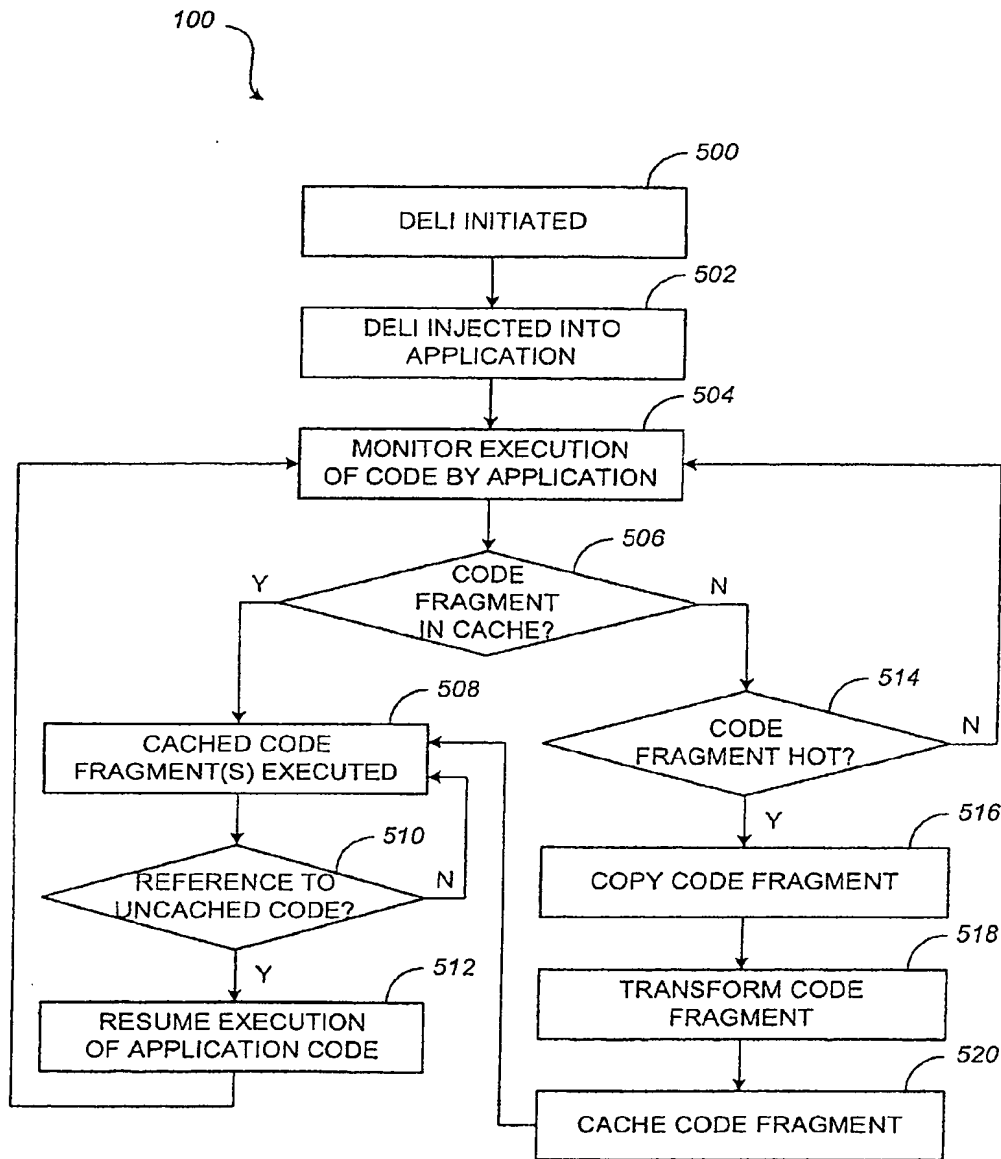 100
500
DELI INITIATED
502
DELI INJECTED INTO
APPLICATION
504
MONITOR EXECUTION
OF CODE BY APPLICATION
506
CODE
FRAGMENT
IN CACHE?
Y
N
508
CACHED CODE
FRAGMENT(S) EXECUTED
510
REFERENCE TO
UNCACHED CODE?
N
Y
512
RESUME EXECUTION
OF APPLICATION CODE
514
CODE
FRAGMENT HOT?
N
Y
516
COPY CODE FRAGMENT
518
TRANSFORM CODE
FRAGMENT
520
CACHE CODE FRAGMENT